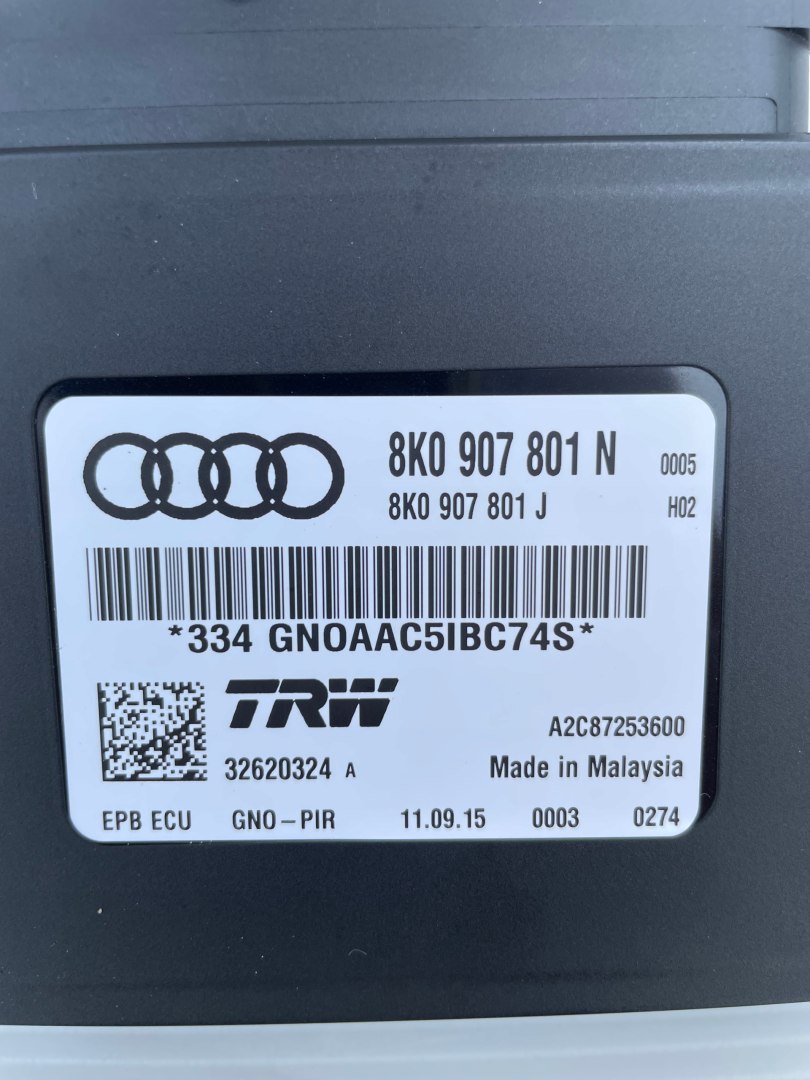 8K0 907 801 N 0005
8K0 907 801 J H02
*334 GNOAAC5IBC74S*
TRW
A2C87253600
32620324 A Made in Malaysia
EPB ECU GNO-PIR 11.09.15 0003 0274